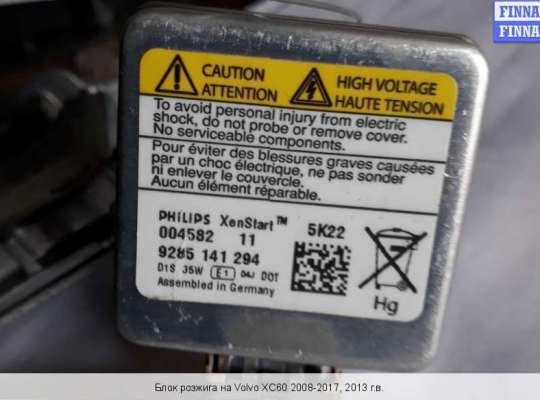 FINNA
FINNA
CAUTION
ATTENTION
HIGH VOLTAGE
HAUTE TENSION
To avoid personal injury from electric
shock, do not probe or remove cover.
No serviceable components.
Pour éviter des blessures graves causées
par un choc électrique, ne pas sonder
ni enlever le couvercle.
Aucun élément réparable.
PHILIPS XenStart™ 5K22
004582 11
9285 141 294
D1S 35W E1 04J DOT
Assembled in Germany
Hg
Блок розжига на Volvo XC60 2008-2017, 2013 г.в.